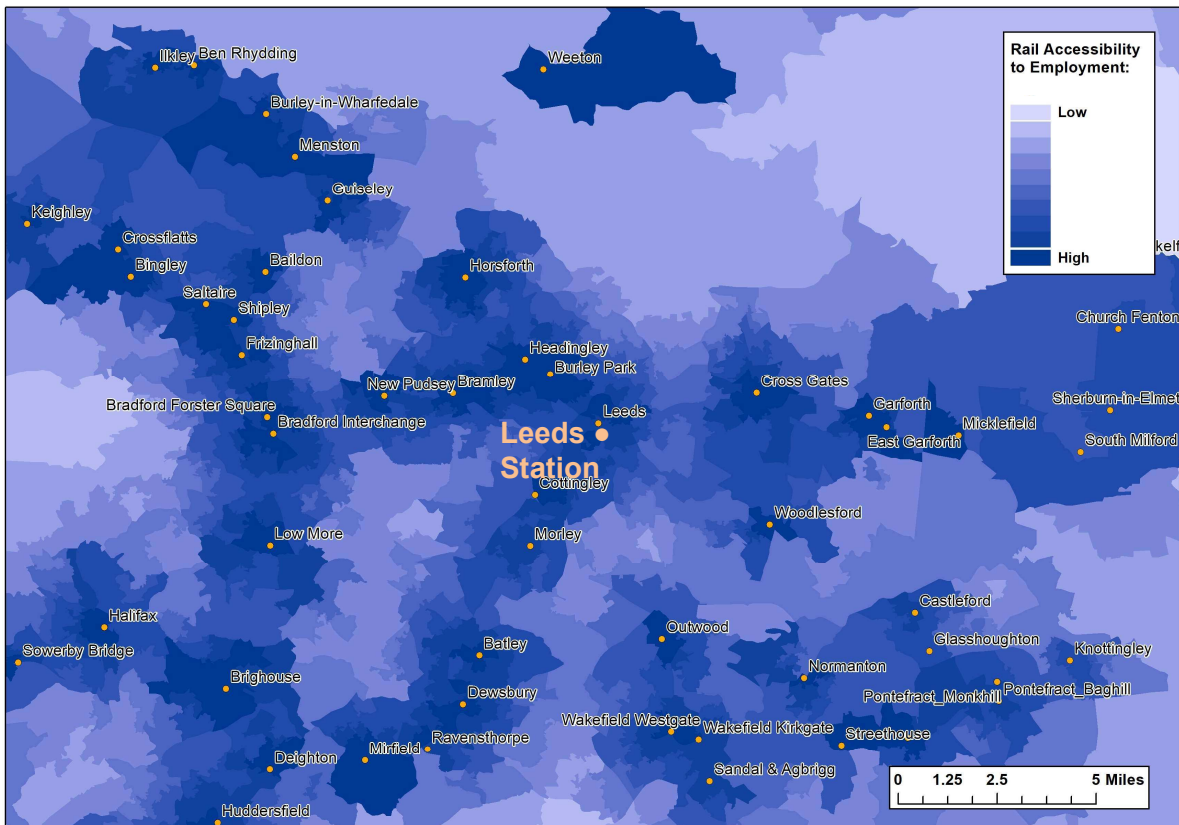 Ilkley
Ben Rhydding
Weeton
Rail Accessibility
to Employment:
Low
High
Burley-in-Wharfedale
Menston
Guiseley
Keighley
Crossflatts
Bingley
Baildon
Horsforth
kelf
Saltaire
Shipley
Church Fenton
Frizinghall
Headingley
Burley Park
New Pudsey
Bramley
Cross Gates
Bradford Forster Square
Bradford Interchange
Leeds
Garforth
East Garforth
Micklefield
Sherburn-in-Elmet
South Milford
Leeds
Station
Cottingley
Woodlesford
Low More
Morley
Halifax
Castleford
Sowerby Bridge
Batley
Outwood
Glasshoughton
Knottingley
Brighouse
Dewsbury
Normanton
Pontefract_Monkhill
Pontefract_Baghill
Wakefield Westgate
Wakefield Kirkgate
Streethouse
Ravensthorpe
Mirfield
Deighton
Sandal & Agbrigg
Huddersfield
0 1.25 2.5 5 Miles